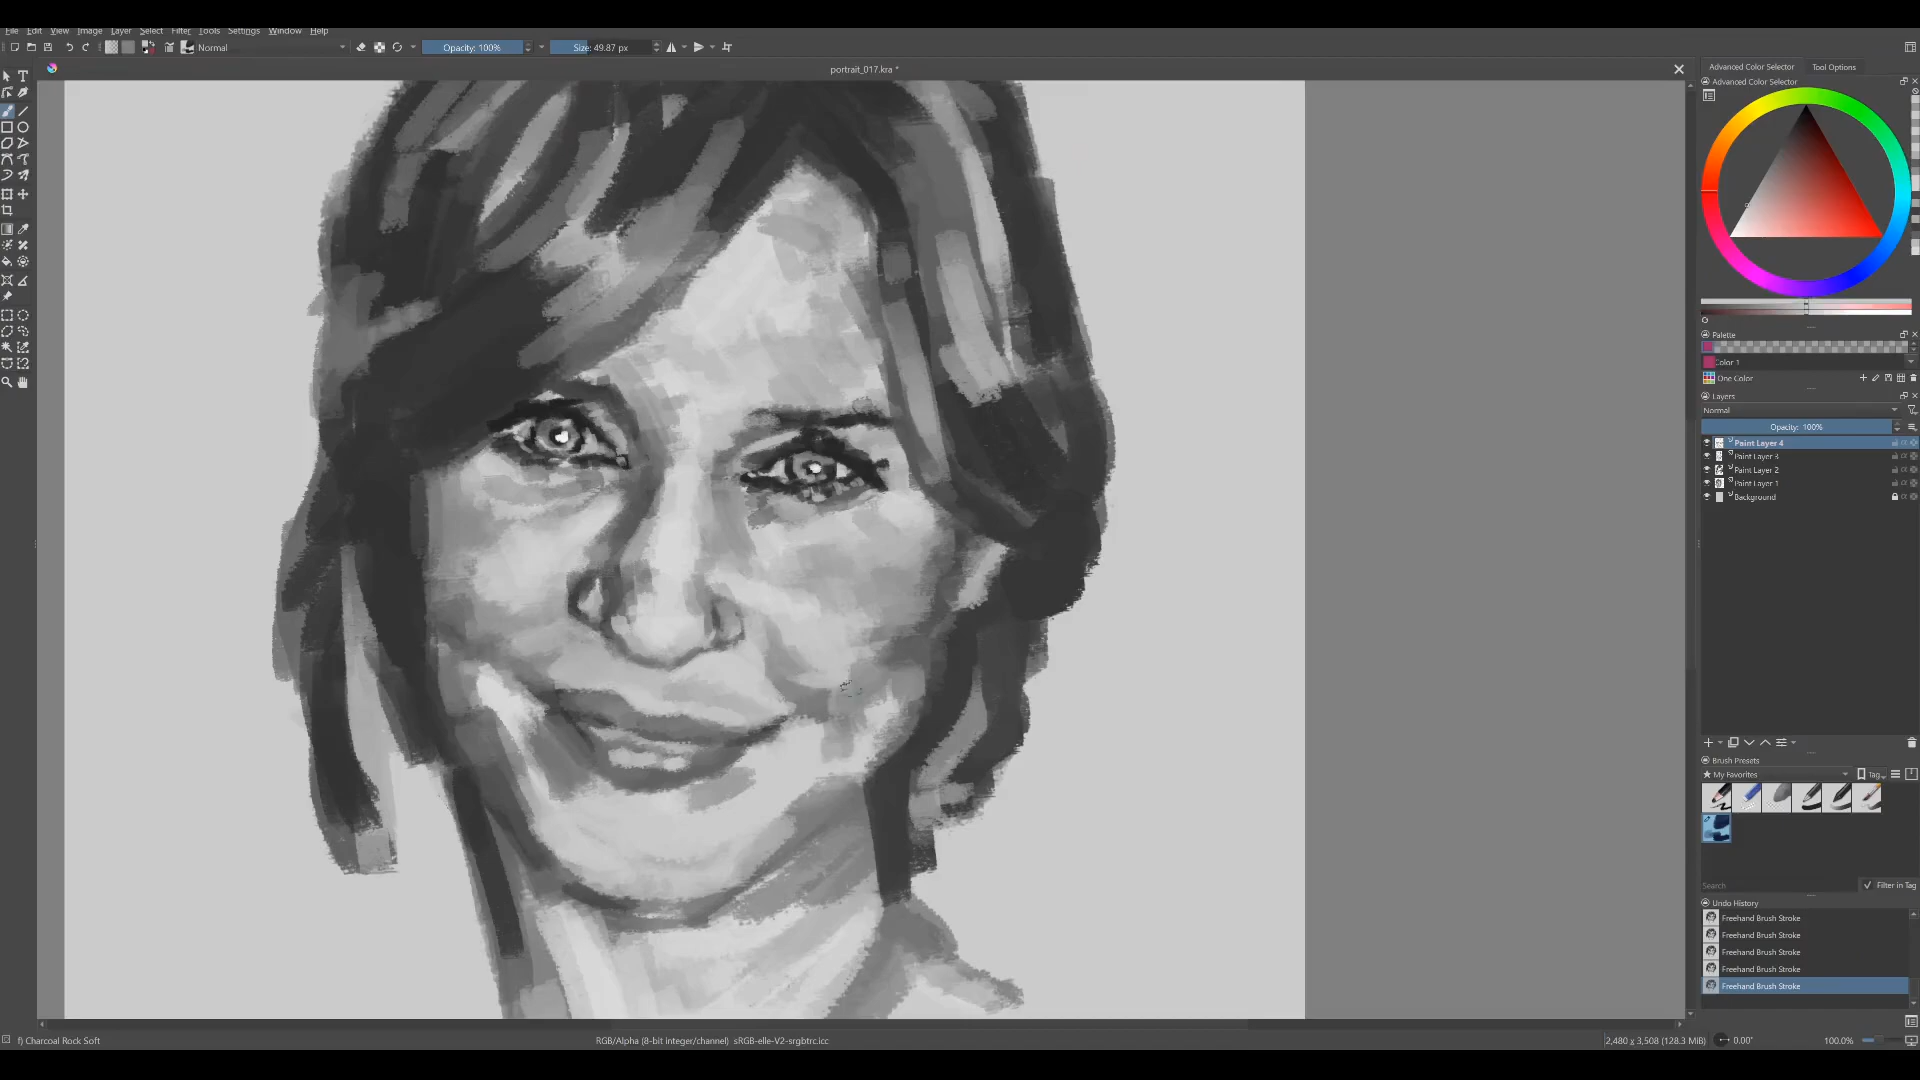 File Edit View Image Layer Select Filter Tools Settings Window Help
Normal
Opacity: 100%
Size: 49.87 px
portrait_017.kra *
Advanced Color Selector
Tool Options
Advanced Color Selector
Palette
Color 1
One Color
Layers
Normal
Opacity: 100%
Paint Layer 4
Paint Layer 3
Paint Layer 2
Paint Layer 1
Background
Brush Presets
★ My Favorites
Tag
Search
Filter in Tag
Undo History
Freehand Brush Stroke
Freehand Brush Stroke
Freehand Brush Stroke
Freehand Brush Stroke
Freehand Brush Stroke
f) Charcoal Rock Soft
RGB/Alpha (8-bit integer/channel) sRGB-elle-V2-srgbtrc.icc
2,480 x 3,508 (128.3 MiB)
0.00°
100.0%